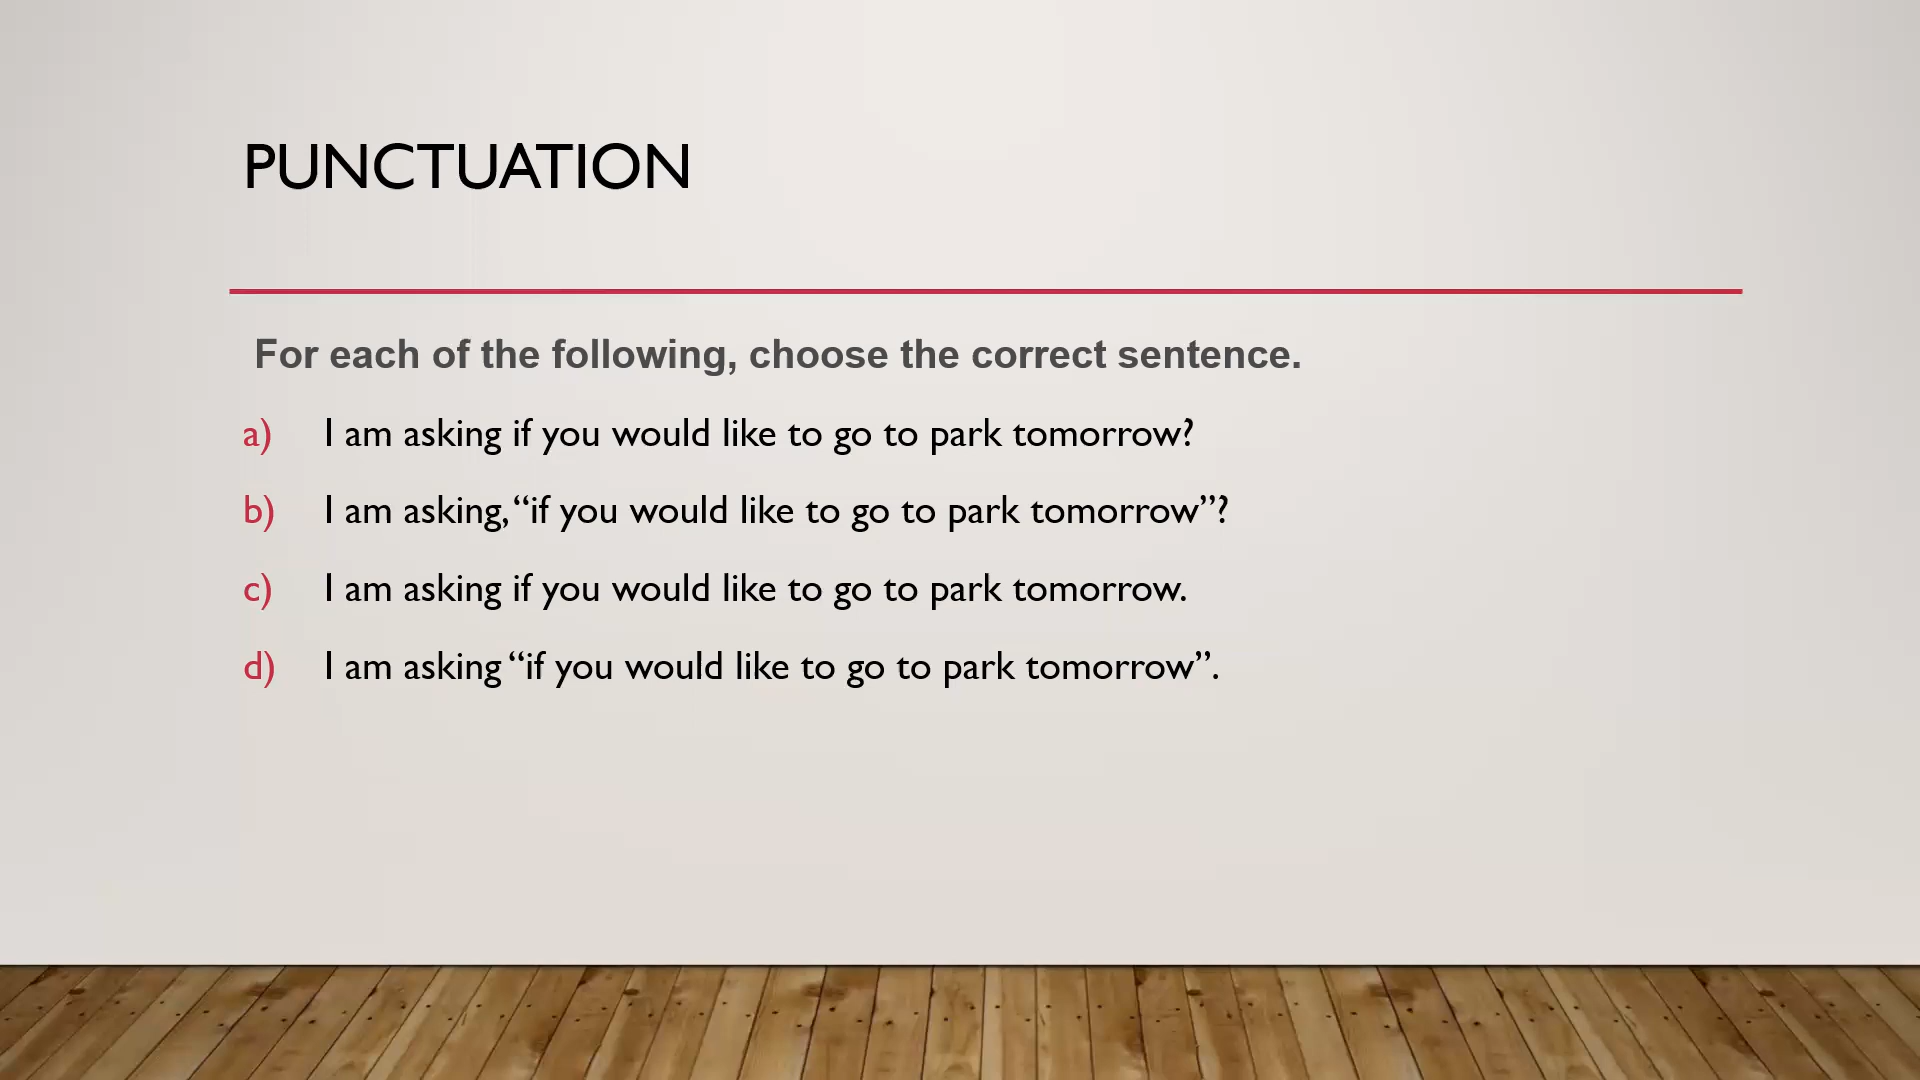 PUNCTUATION
For each of the following, choose the correct sentence.
a) I am asking if you would like to go to park tomorrow?
b) I am asking, “if you would like to go to park tomorrow”?
c) I am asking if you would like to go to park tomorrow.
d) I am asking “if you would like to go to park tomorrow”.